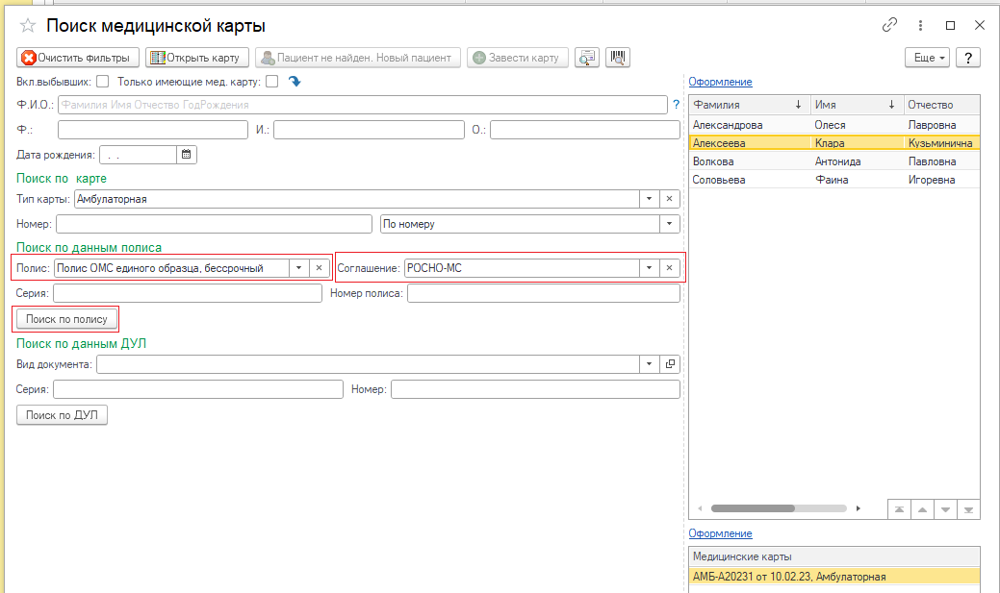 Поиск медицинской карты
Очистить фильтры Открыть карту Пациент не найден. Новый пациент Завести карту Еще ?
Вкл.выбывших: Только имеющие мед. карту:
Ф.И.О.: Фамилия Имя Отчество ГодРождения ?
Ф.: И.: О.:
Дата рождения: . .
Поиск по карте
Тип карты: Амбулаторная
Номер: По номеру
Поиск по данным полиса
Полис: Полис ОМС единого образца, бессрочный Соглашение: РОСНО-МС
Серия: Номер полиса:
Поиск по полису
Поиск по данным ДУЛ
Вид документа:
Серия: Номер:
Поиск по ДУЛ
Оформление
Фамилия Имя Отчество
Александрова Олеся Лавровна
Алексеева Клара Кузьминична
Волкова Антонида Павловна
Соловьева Фаина Игоревна
Оформление
Медицинские карты
АМБ-А20231 от 10.02.23, Амбулаторная